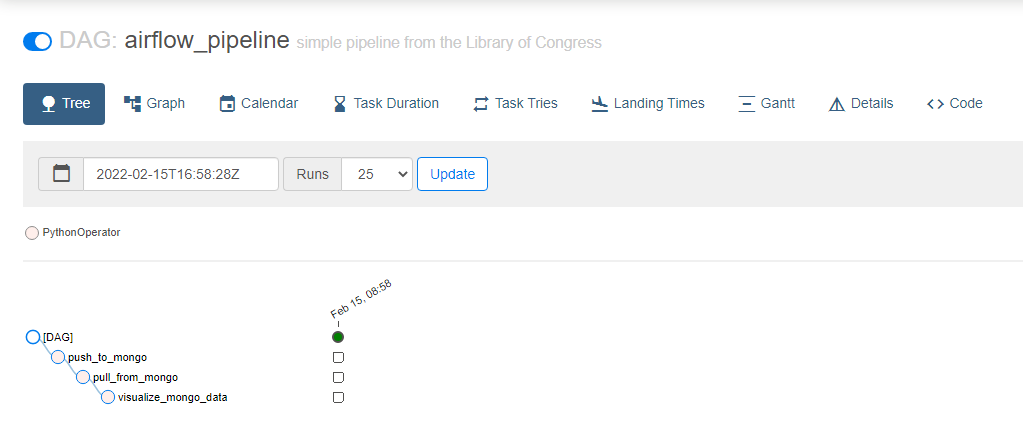 DAG: airflow_pipeline simple pipeline from the Library of Congress
Tree Graph Calendar Task Duration Task Tries Landing Times Gantt Details Code
2022-02-15T16:58:28Z Runs 25 Update
PythonOperator
Feb 15, 08:58
[DAG]
push_to_mongo
pull_from_mongo
visualize_mongo_data